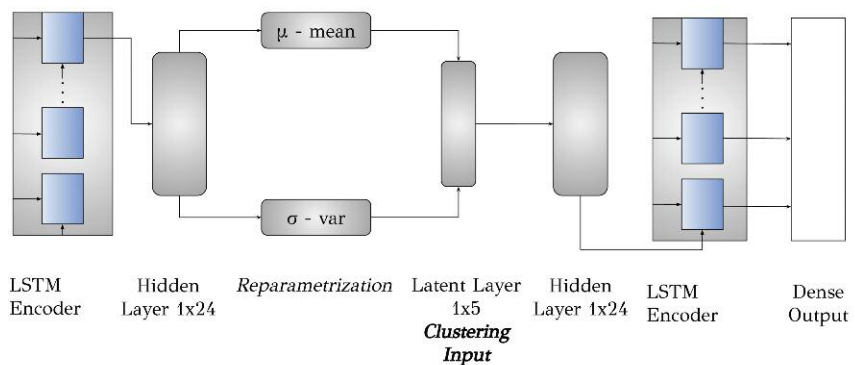 μ - mean
σ - var
LSTM
Encoder
Hidden
Layer 1x24
Reparametrization
Latent Layer
1x5
Clustering
Input
Hidden
Layer 1x24
LSTM
Encoder
Dense
Output